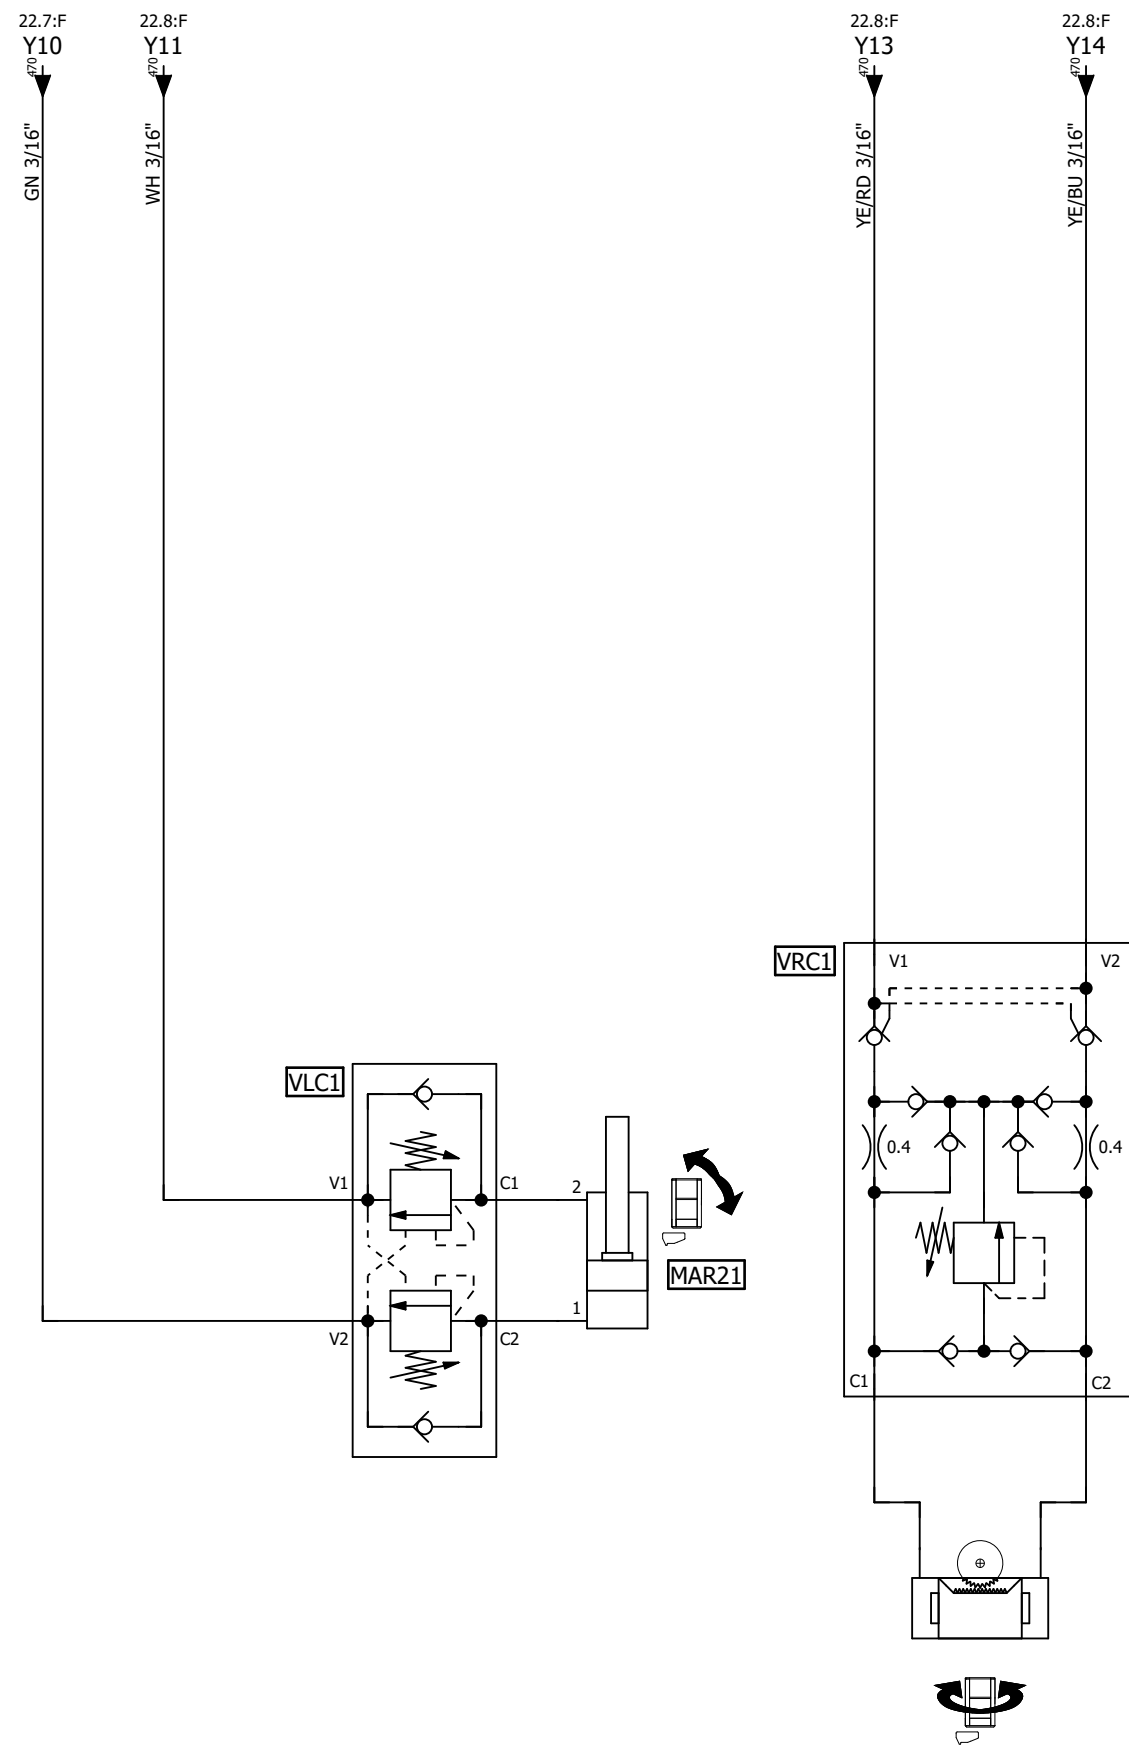 22.7:F
Y10
470
GN 3/16"
22.8:F
Y11
470
WH 3/16"
22.8:F
Y13
470
YE/RD 3/16"
22.8:F
Y14
470
YE/BU 3/16"
VRC1
V1
V2
0.4
0.4
C1
C2
VLC1
V1
C1
2
MAR21
V2
C2
1